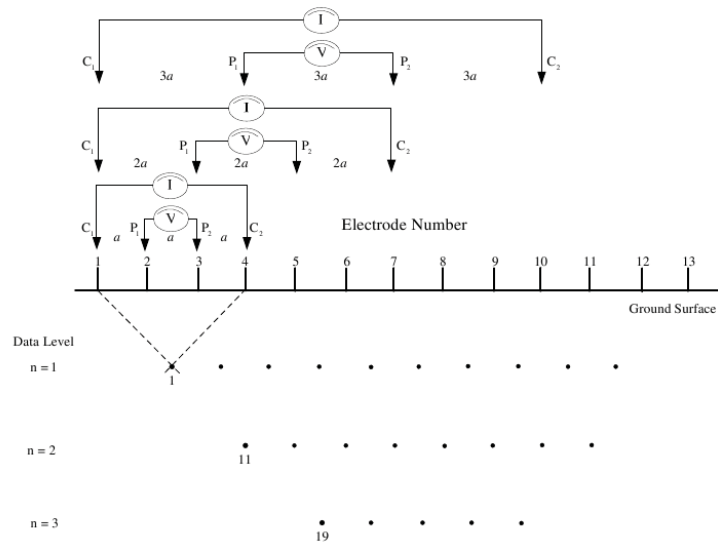 I
C₁ P₁ V P₂ C₂
3a 3a 3a
I
C₁ P₁ V P₂ C₂
2a 2a 2a
I
C₁ P₁ V P₂ C₂
a a a
Electrode Number
1 2 3 4 5 6 7 8 9 10 11 12 13
Ground Surface
Data Level
n = 1
1
n = 2
11
n = 3
19